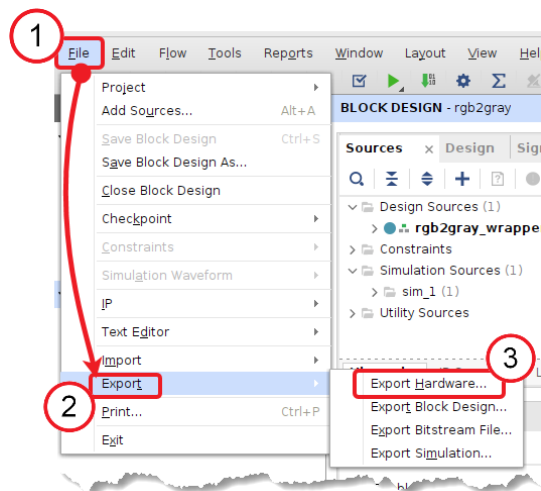 1
File Edit Flow Tools Reports Window Layout View Hel
Project
Add Sources... Alt+A
Save Block Design Ctrl+S
Save Block Design As...
Close Block Design
Checkpoint
Constraints
Simulation Waveform
IP
Text Editor
Import
Export
2
Print... Ctrl+P
Exit
BLOCK DESIGN - rgb2gray
Sources × Design Sig
Design Sources (1)
rgb2gray_wrappe
Constraints
Simulation Sources (1)
sim_1 (1)
Utility Sources
3
Export Hardware...
Export Block Design...
Export Bitstream File...
Export Simulation...